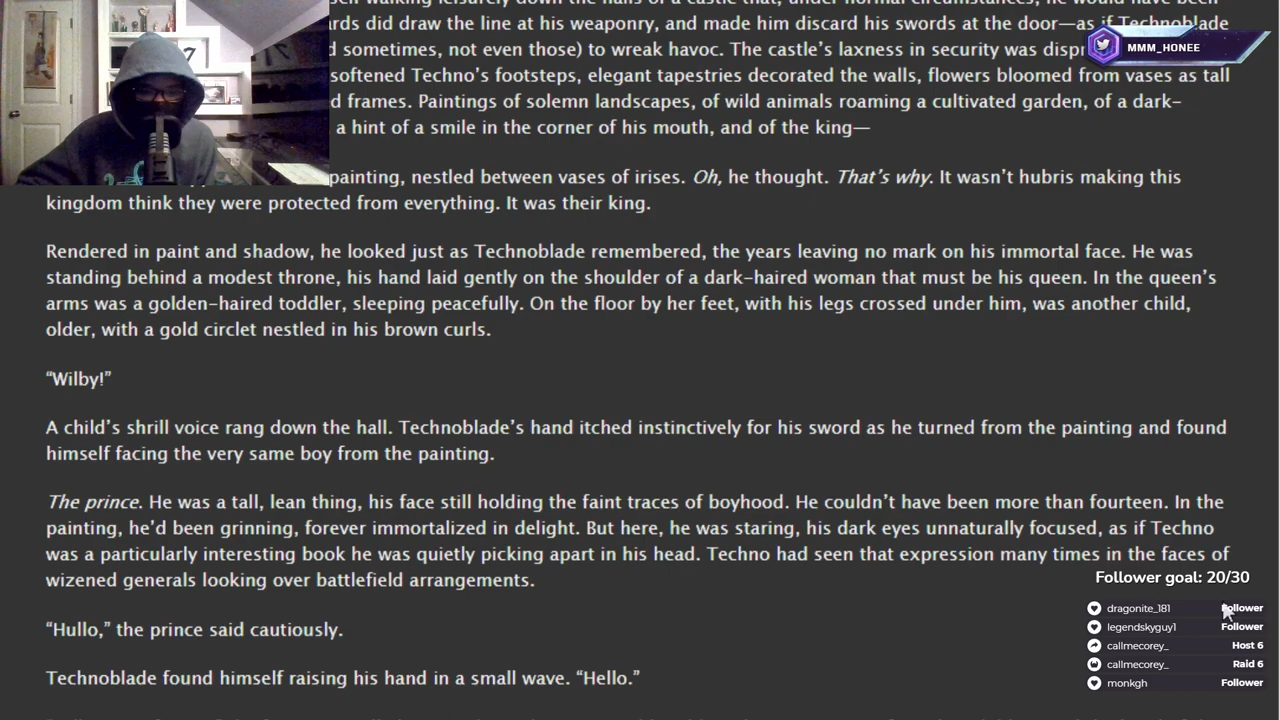 self walking leisurely down the halls of a castle that, under normal circumstances, he would have been
ards did draw the line at his weaponry, and made him discard his swords at the door—as if Technoblade
d sometimes, not even those) to wreak havoc. The castle's laxness in security was
MMM_HONEE
softened Techno's footsteps, elegant tapestries decorated the walls, flowers bloomed from vases as tall
d frames. Paintings of solemn landscapes, of wild animals roaming a cultivated garden, of a dark-
a hint of a smile in the corner of his mouth, and of the king—
painting, nestled between vases of irises. Oh, he thought. That's why. It wasn't hubris making this
kingdom think they were protected from everything. It was their king.
Rendered in paint and shadow, he looked just as Technoblade remembered, the years leaving no mark on his immortal face. He was
standing behind a modest throne, his hand laid gently on the shoulder of a dark-haired woman that must be his queen. In the queen's
arms was a golden-haired toddler, sleeping peacefully. On the floor by her feet, with his legs crossed under him, was another child,
older, with a gold circlet nestled in his brown curls.
“Wilby!”
A child's shrill voice rang down the hall. Technoblade's hand itched instinctively for his sword as he turned from the painting and found
himself facing the very same boy from the painting.
The prince. He was a tall, lean thing, his face still holding the faint traces of boyhood. He couldn't have been more than fourteen. In the
painting, he'd been grinning, forever immortalized in delight. But here, he was staring, his dark eyes unnaturally focused, as if Techno
was a particularly interesting book he was quietly picking apart in his head. Techno had seen that expression many times in the faces of
wizened generals looking over battlefield arrangements.
“Hullo,” the prince said cautiously.
Technoblade found himself raising his hand in a small wave. “Hello.”
Follower goal: 20/30
dragonite_181 Follower
legendskyguy1 Follower
callmecorey_ Host 6
callmecorey_ Raid 6
monkgh Follower